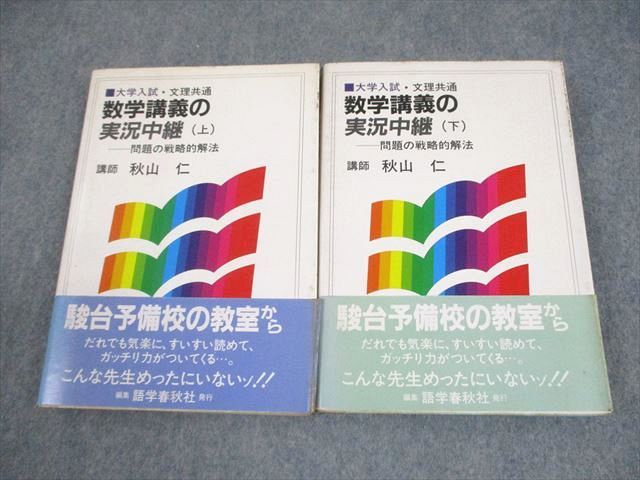 ■大学入試・文理共通
数学講義の
実況中継(上)
――問題の戦略的解法
講師 秋山 仁
駿台予備校の教室から
だれでも気楽に、すいすい読めて、
ガッチリ力がついてくる…。
こんな先生めったにいないッ!!
編集 語学春秋社 発行
■大学入試・文理共通
数学講義の
実況中継(下)
――問題の戦略的解法
講師 秋山 仁
駿台予備校の教室から
だれでも気楽に、すいすい読めて、
ガッチリ力がついてくる…。
こんな先生めったにいないッ!!
編集 語学春秋社 発行